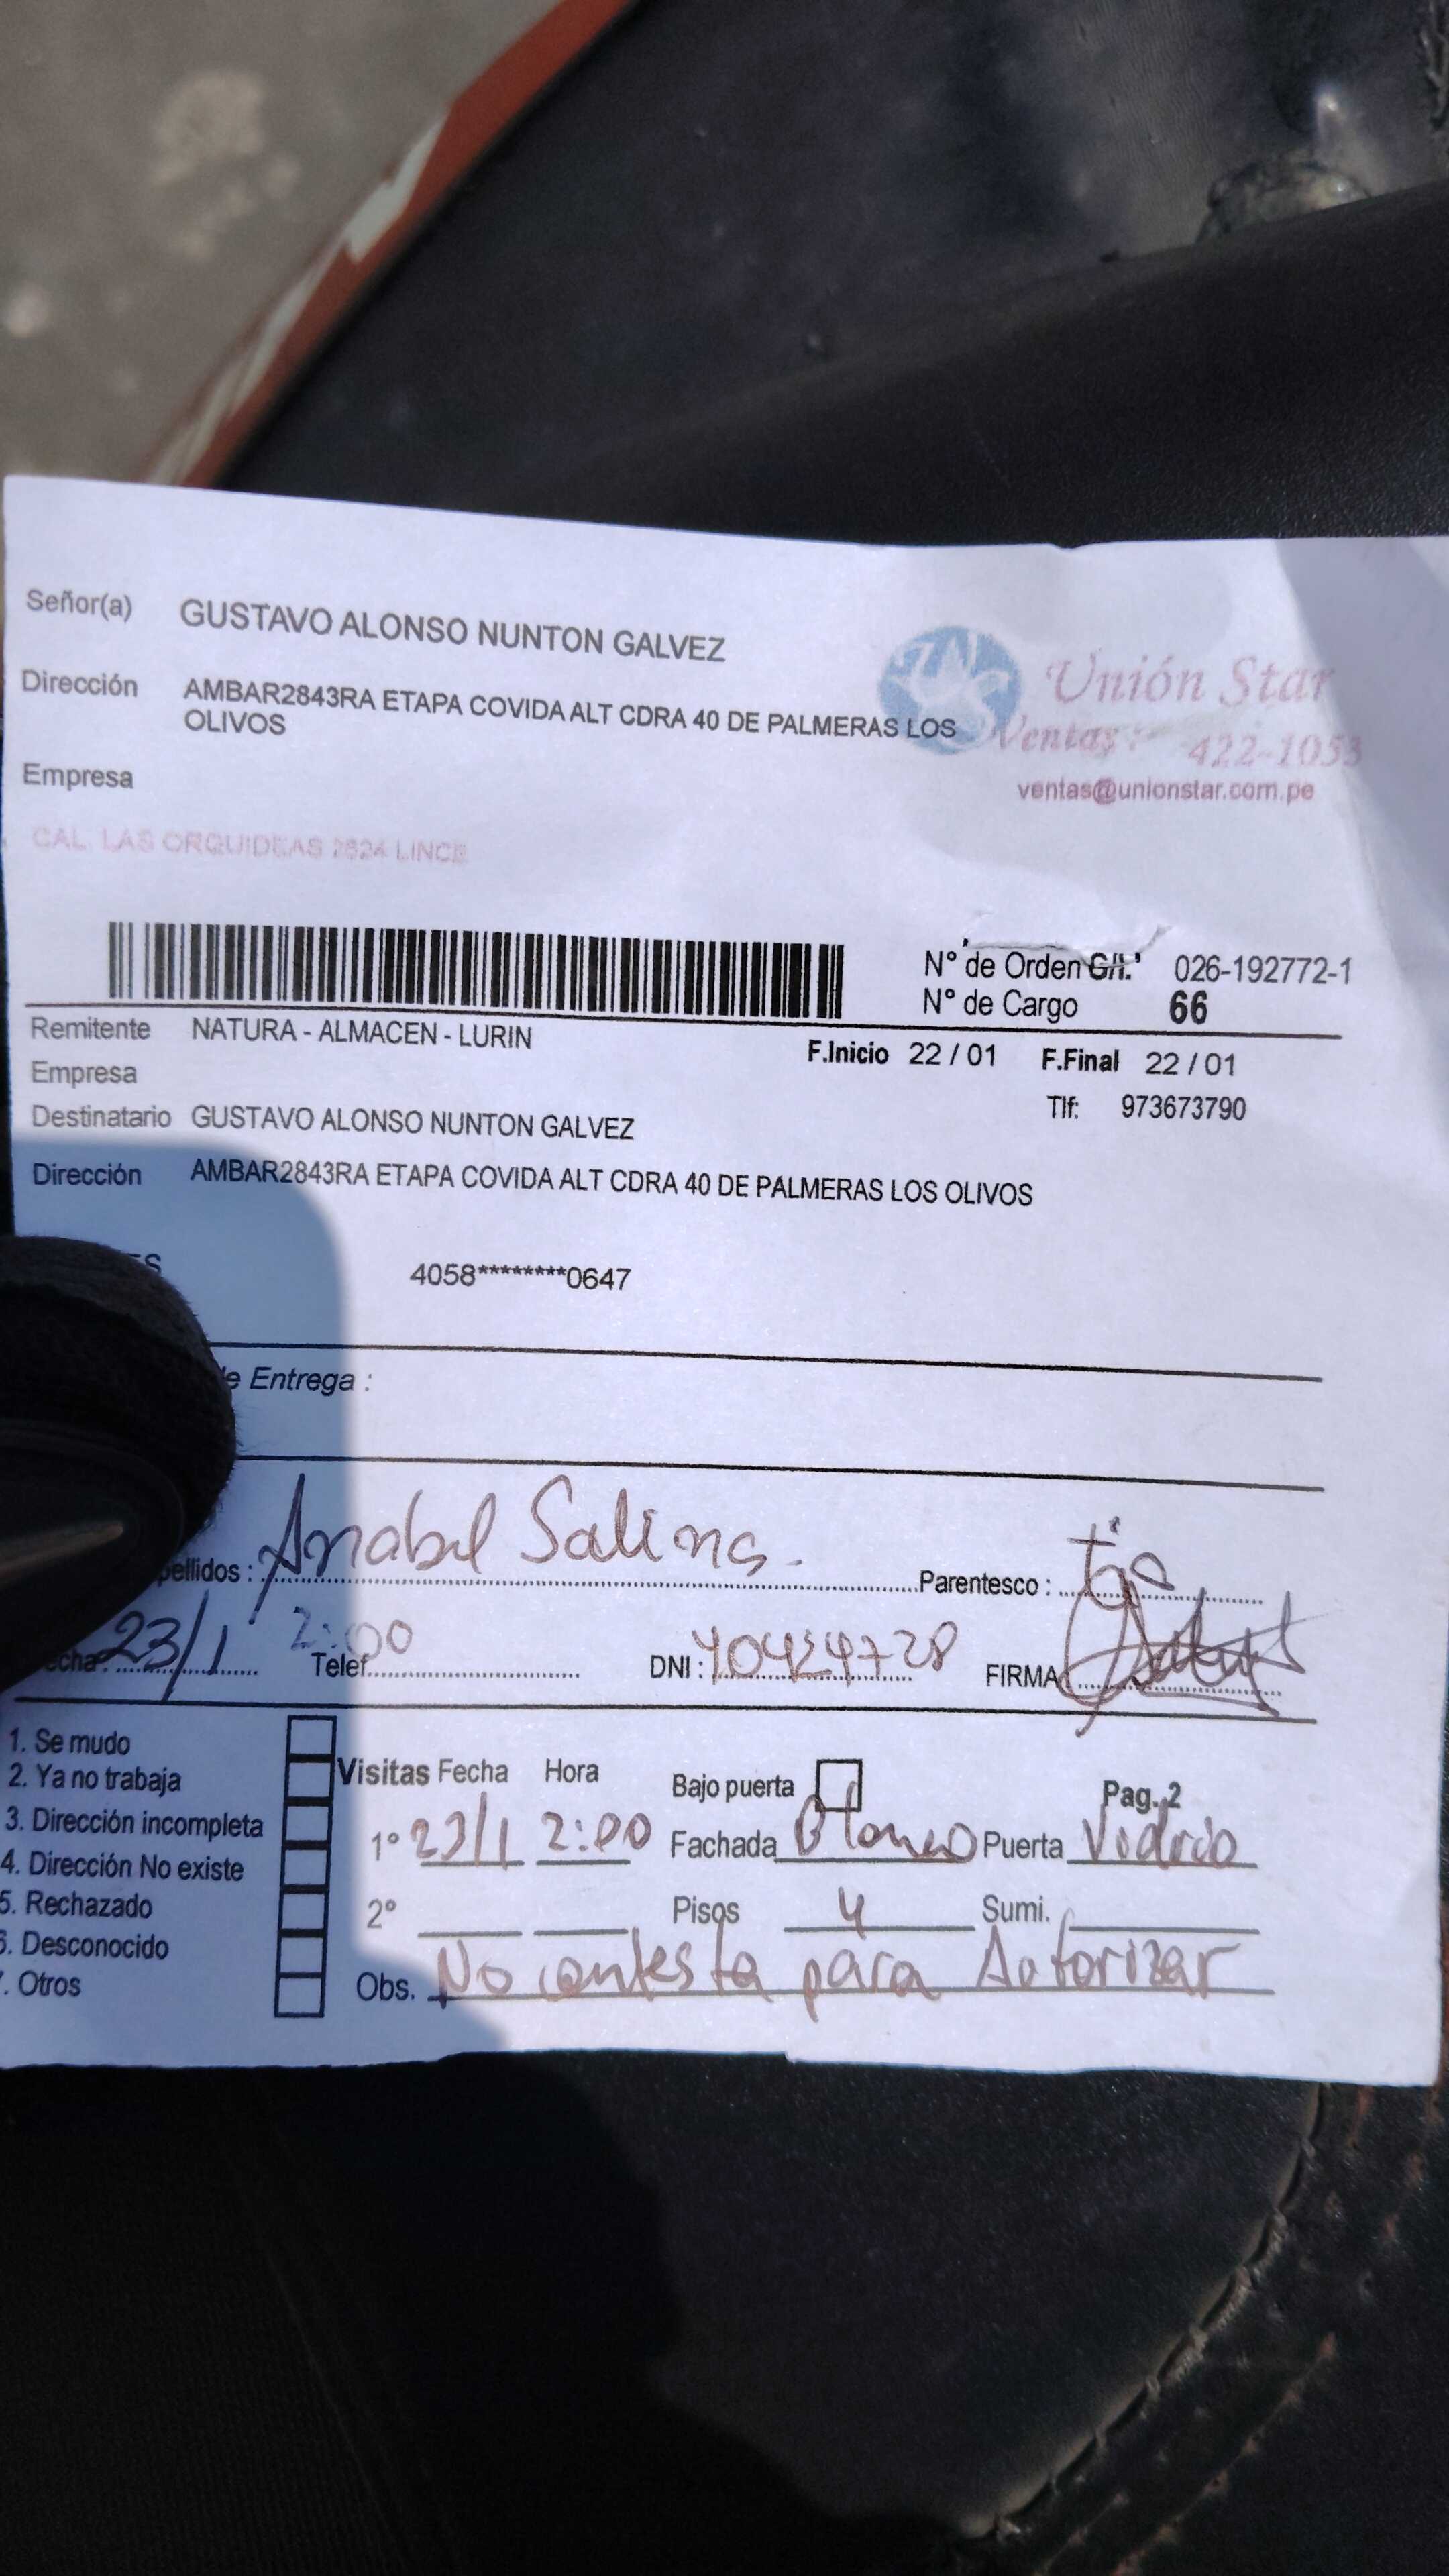 Señor(a) GUSTAVO ALONSO NUNTON GALVEZ
Dirección AMBAR2843RA ETAPA COVIDA ALT CDRA 40 DE PALMERAS LOS
OLIVOS
Unión Star
Ventas: 422-1053
ventas@unionstar.com.pe
Empresa
CAL. LAS ORQUIDEAS 2624 LINCE
N° de Orden G/I. 026-192772-1
N° de Cargo 66
Remitente NATURA - ALMACEN - LURIN
F.Inicio 22 / 01 F.Final 22 / 01
Empresa
Tlf: 973673790
Destinatario GUSTAVO ALONSO NUNTON GALVEZ
Dirección AMBAR2843RA ETAPA COVIDA ALT CDRA 40 DE PALMERAS LOS OLIVOS
4058********0647
e Entrega :
pellidos : Anabel Salinas Parentesco : tia
echa: 23/1 2:00 Telef. DNI : 40424728 FIRMA
1. Se mudo
2. Ya no trabaja
3. Dirección incompleta
4. Dirección No existe
5. Rechazado
6. Desconocido
7. Otros
Visitas Fecha Hora Bajo puerta Pag. 2
1° 23/1 2:00 Fachada Blanco Puerta Vidrio
2° Pisos 4 Sumi.
Obs. No contesta para Autorizar